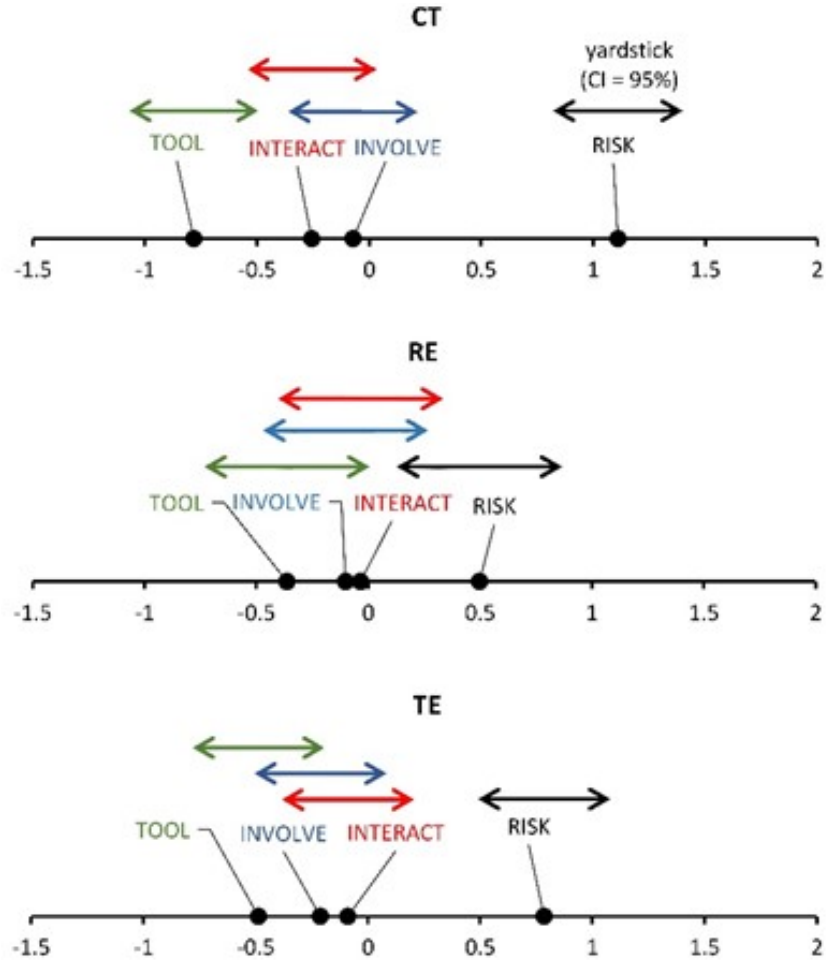 CT
yardstick
(CI = 95%)
TOOL INTERACT INVOLVE RISK
-1.5 -1 -0.5 0 0.5 1 1.5 2
RE
TOOL INVOLVE INTERACT RISK
-1.5 -1 -0.5 0 0.5 1 1.5 2
TE
TOOL INVOLVE INTERACT RISK
-1.5 -1 -0.5 0 0.5 1 1.5 2